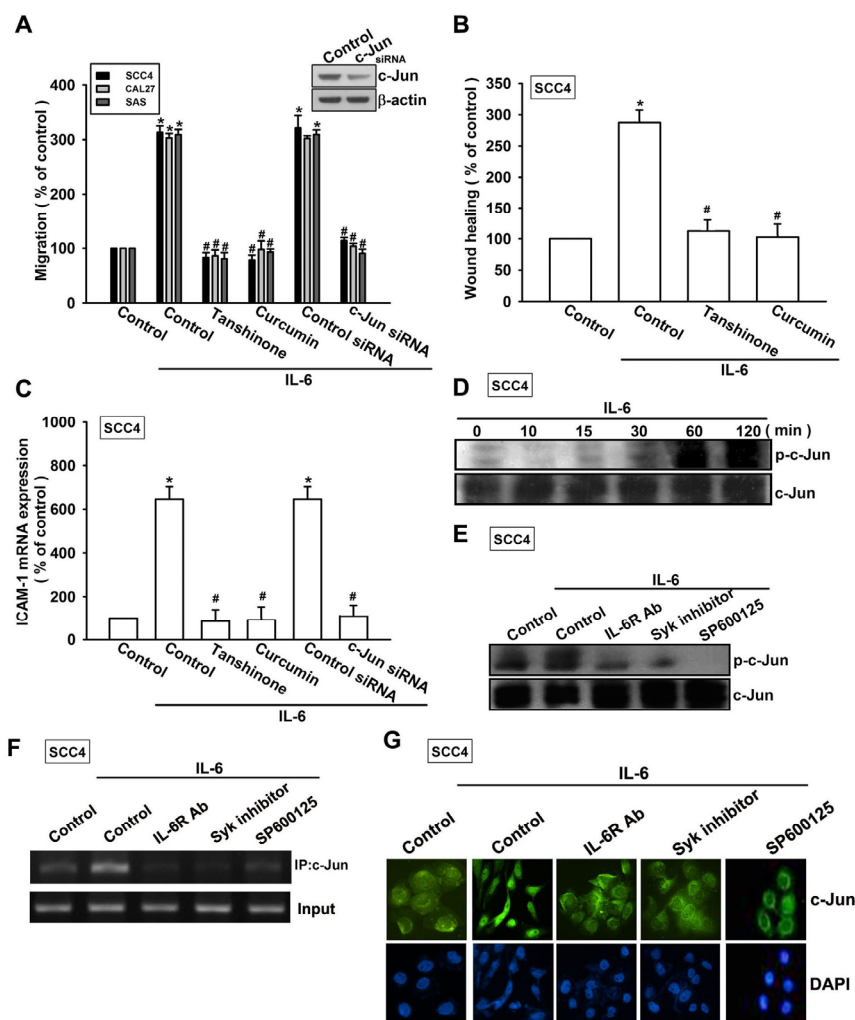 A
SCC4
CAL27
SAS
Control
c-Jun
siRNA
c-Jun
β-actin
Migration ( % of control )
400
300
200
100
0
* * *
* *
# # #
# # #
# # #
Control
Control
Tanshinone
Curcumin
Control siRNA
c-Jun siRNA
IL-6
B
SCC4
Wound healing ( % of control )
350
300
250
200
150
100
50
0
*
#
#
Control
Control
Tanshinone
Curcumin
IL-6
C
SCC4
ICAM-1 mRNA expression
( % of control )
1000
800
600
400
200
0
*
#
#
*
#
Control
Control
Tanshinone
Curcumin
Control siRNA
c-Jun siRNA
IL-6
D
SCC4
IL-6
0 10 15 30 60 120 ( min )
p-c-Jun
c-Jun
E
SCC4
IL-6
Control
Control
IL-6R Ab
Syk inhibitor
SP600125
p-c-Jun
c-Jun
F
SCC4
IL-6
Control
Control
IL-6R Ab
Syk inhibitor
SP600125
IP:c-Jun
Input
G
SCC4
IL-6
Control
Control
IL-6R Ab
Syk inhibitor
SP600125
c-Jun
DAPI